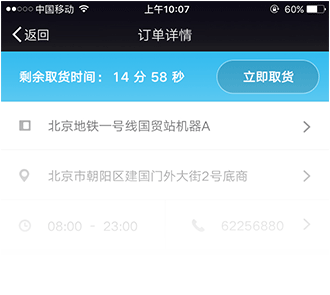 中国移动 上午10:07 60%
返回 订单详情
剩余取货时间：14 分 58 秒 立即取货
北京地铁一号线国贸站机器A
北京市朝阳区建国门外大街2号底商
08:00 - 23:00 62256880